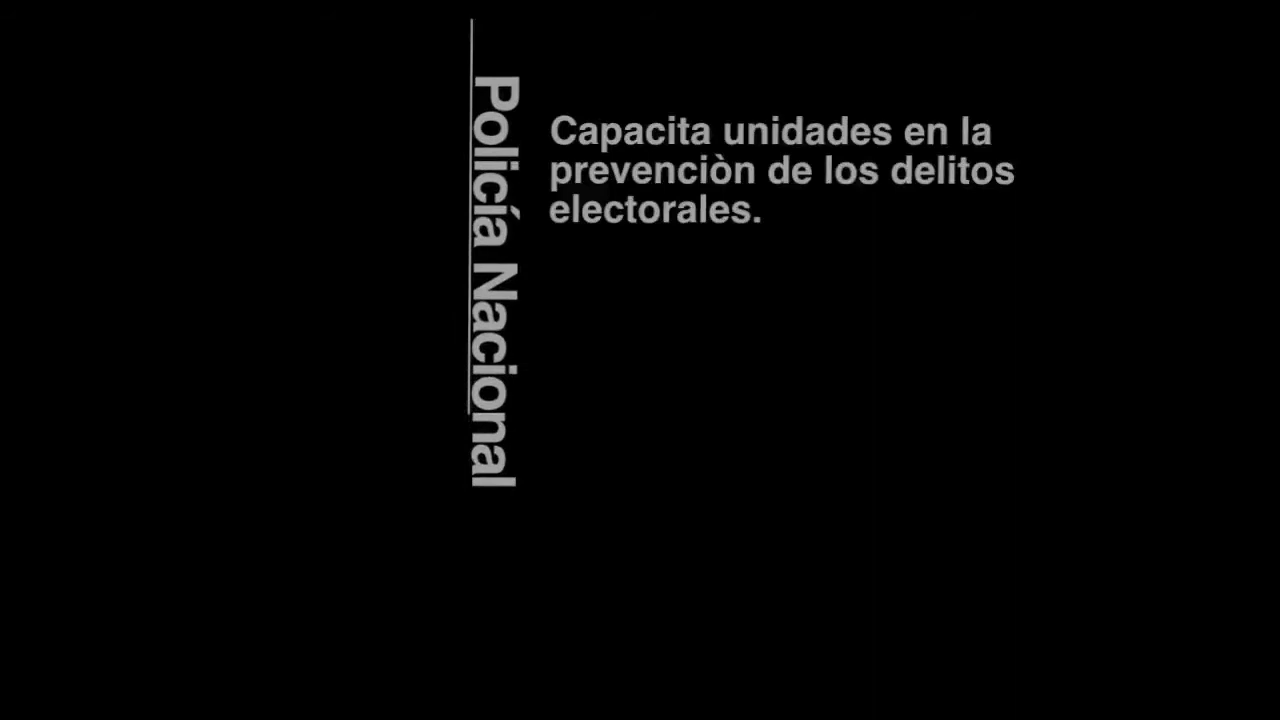 Policía Nacional
Capacita unidades en la
prevenciòn de los delitos
electorales.